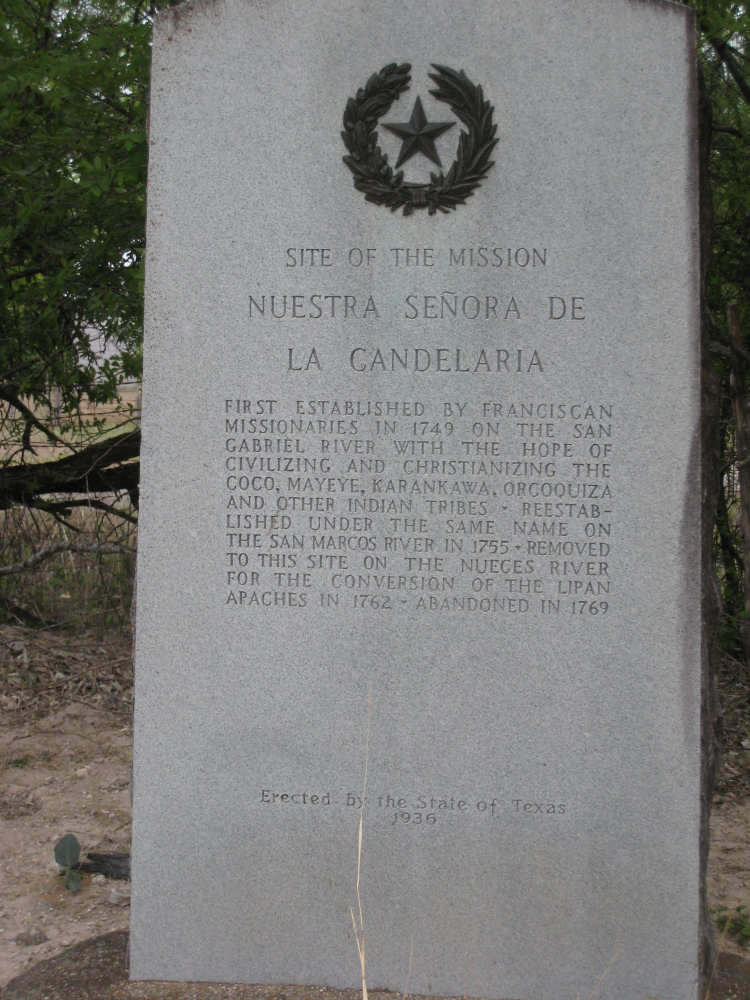 SITE OF THE MISSION
NUESTRA SEÑORA DE
LA CANDELARIA
FIRST ESTABLISHED BY FRANCISCAN
MISSIONARIES IN 1749 ON THE SAN
GABRIEL RIVER WITH THE HOPE OF
CIVILIZING AND CHRISTIANIZING THE
COCO, MAYEYE, KARANKAWA, ORCOQUIZA
AND OTHER INDIAN TRIBES • REESTAB-
LISHED UNDER THE SAME NAME ON
THE SAN MARCOS RIVER IN 1755 • REMOVED
TO THIS SITE ON THE NUECES RIVER
FOR THE CONVERSION OF THE LIPAN
APACHES IN 1762 • ABANDONED IN 1769
Erected by the State of Texas
1936